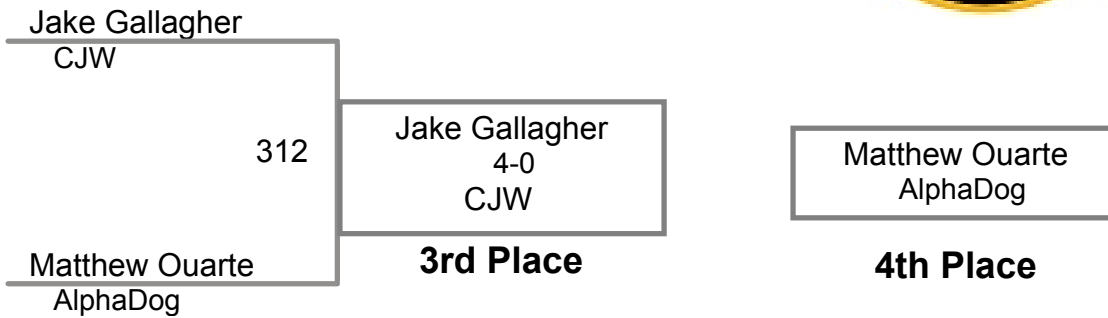 Jake Gallagher
CJW
312
Jake Gallagher
4-0
CJW
3rd Place
Matthew Ouarte
AlphaDog
Matthew Ouarte
AlphaDog
4th Place